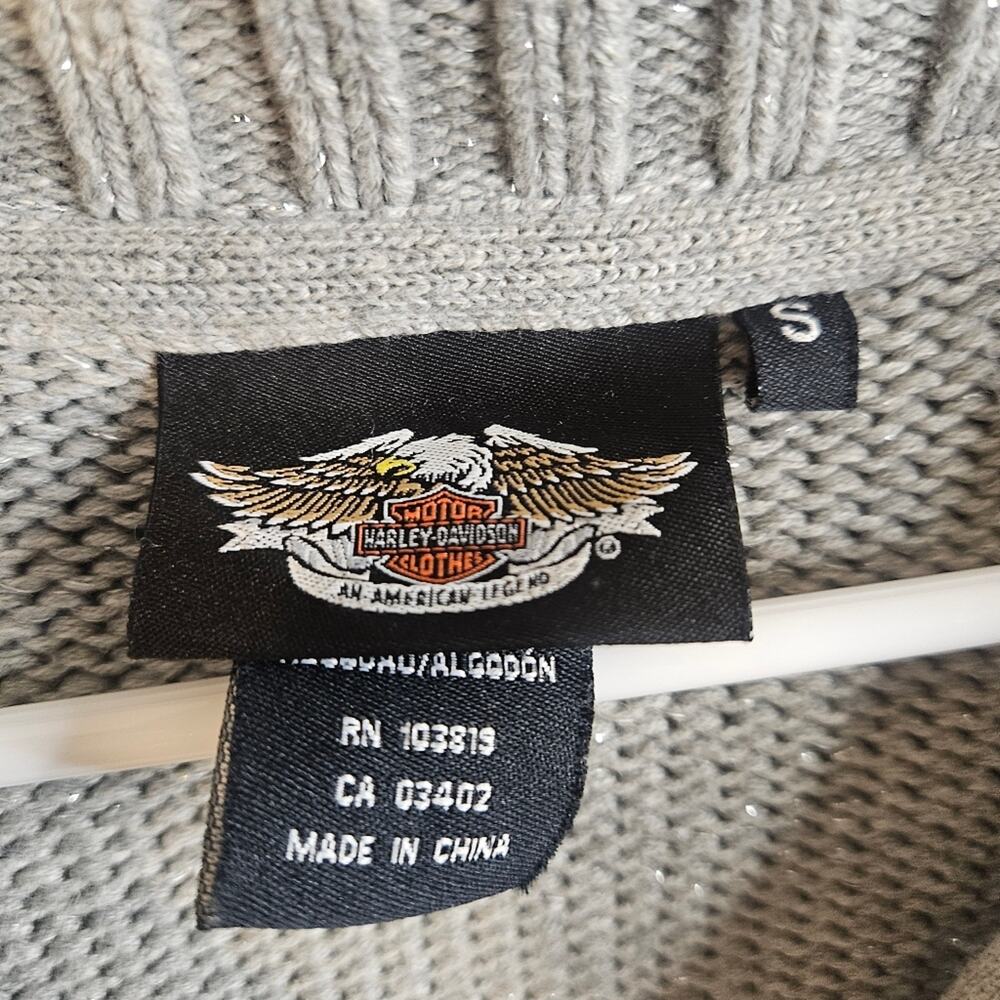 S
MOTOR
HARLEY-DAVIDSON
CLOTHES
®
AN AMERICAN LEGEND
/ALGODÓN
RN 103819
CA 03402
MADE IN CHINA